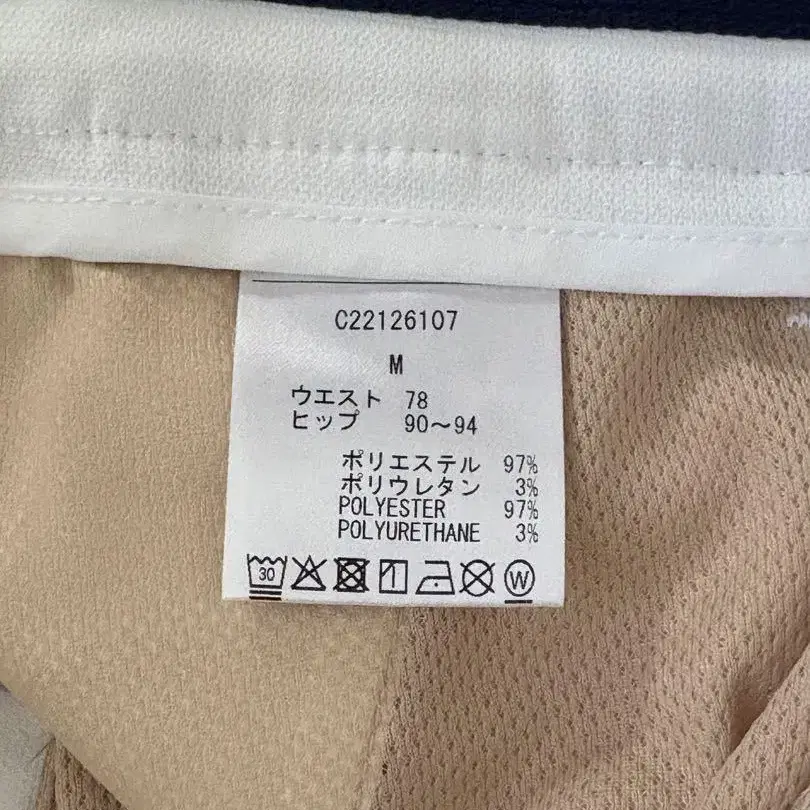 C22126107
M
ウエスト 78
ヒップ 90～94
ポリエステル 97%
ポリウレタン 3%
POLYESTER 97%
POLYURETHANE 3%
30 W